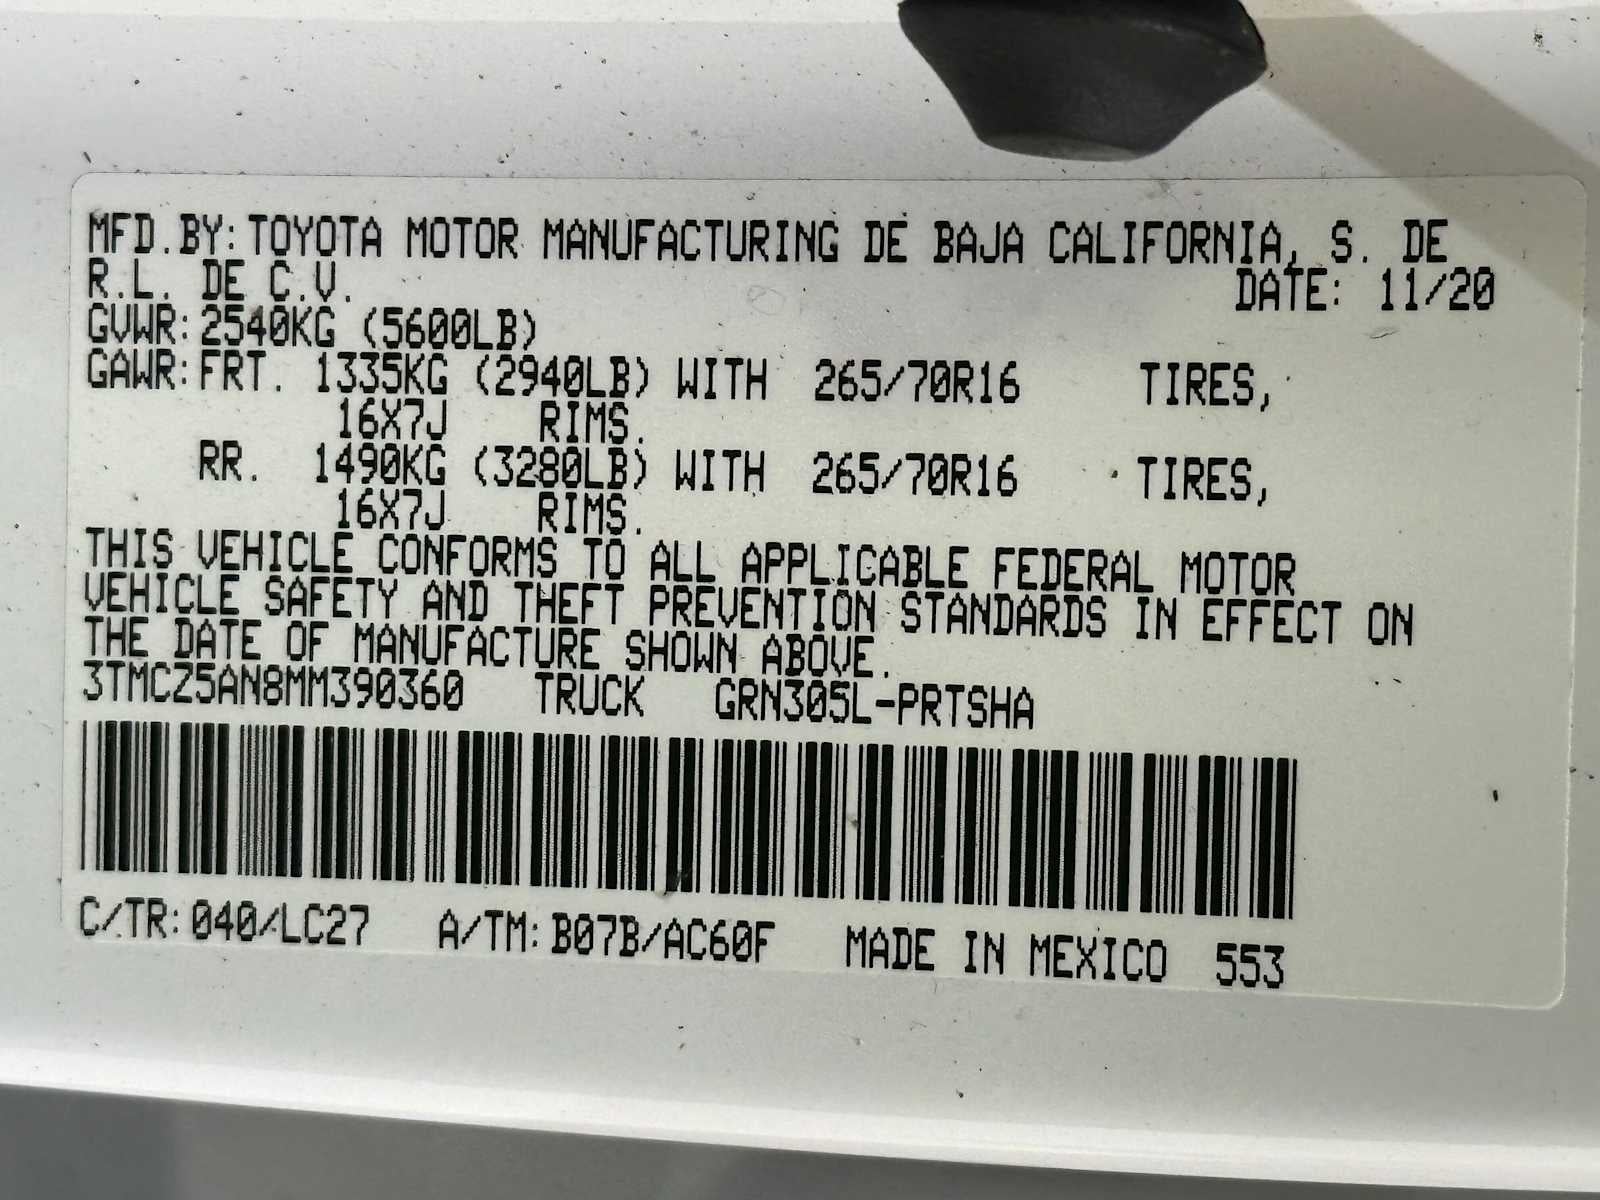 MFD.BY:TOYOTA MOTOR MANUFACTURING DE BAJA CALIFORNIA, S. DE
R.L. DE C.V. DATE: 11/20
GVWR:2540KG (5600LB)
GAWR:FRT. 1335KG (2940LB) WITH 265/70R16 TIRES,
16X7J RIMS.
RR. 1490KG (3280LB) WITH 265/70R16 TIRES,
16X7J RIMS.
THIS VEHICLE CONFORMS TO ALL APPLICABLE FEDERAL MOTOR
VEHICLE SAFETY AND THEFT PREVENTION STANDARDS IN EFFECT ON
THE DATE OF MANUFACTURE SHOWN ABOVE.
3TMCZ5AN8MM390360 TRUCK GRN305L-PRTSHA
C/TR:040/LC27 A/TM:B07B/AC60F MADE IN MEXICO 553